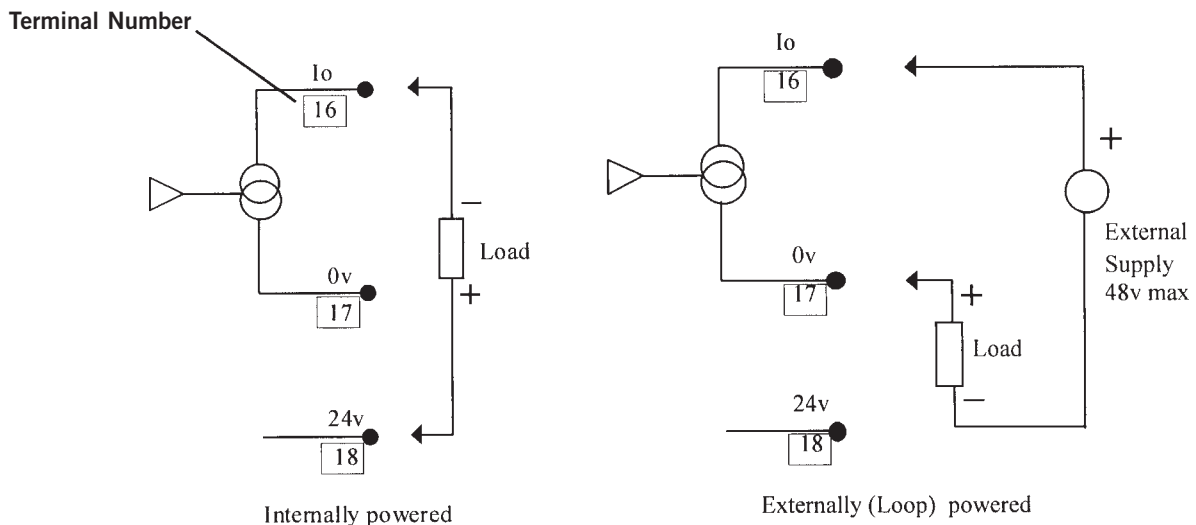 Terminal Number
Io
16
−
Load
+
0v
17
24v
18
Internally powered
Io
16
+
External
Supply
48v max
0v
17
+
Load
−
24v
18
Externally (Loop) powered